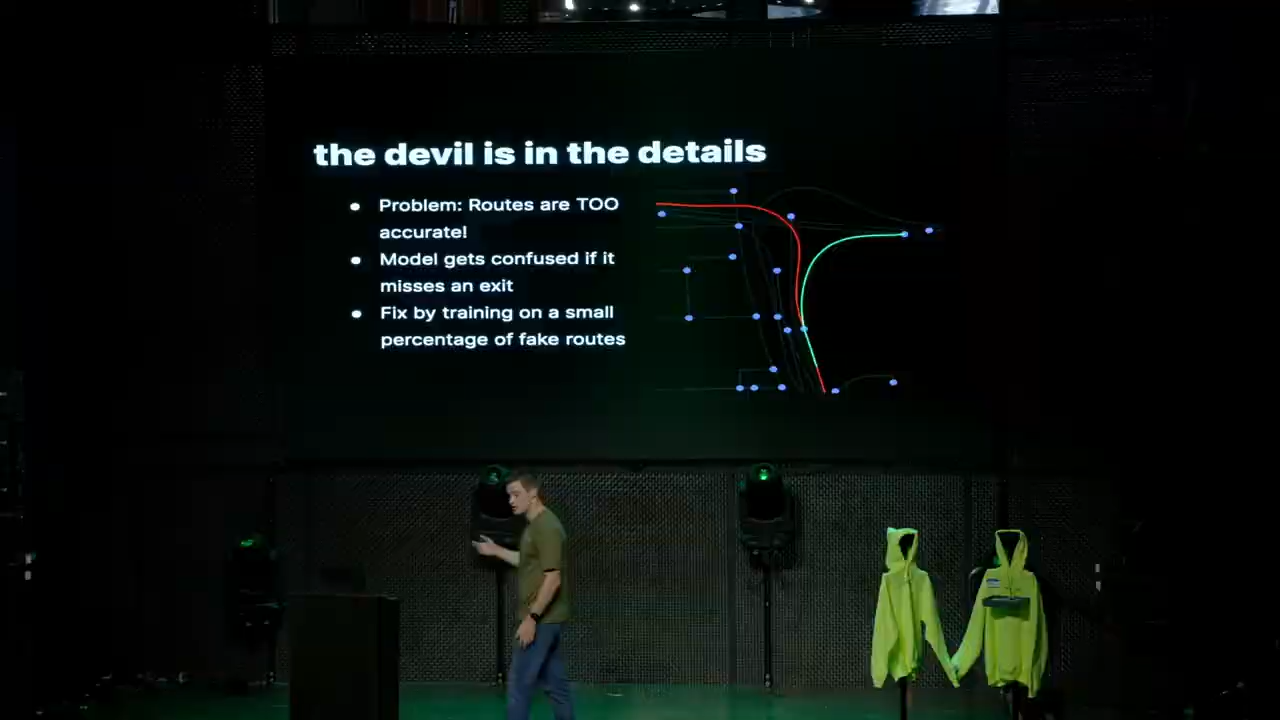 the devil is in the details
Problem: Routes are TOO
accurate!
Model gets confused if it
misses an exit
Fix by training on a small
percentage of fake routes